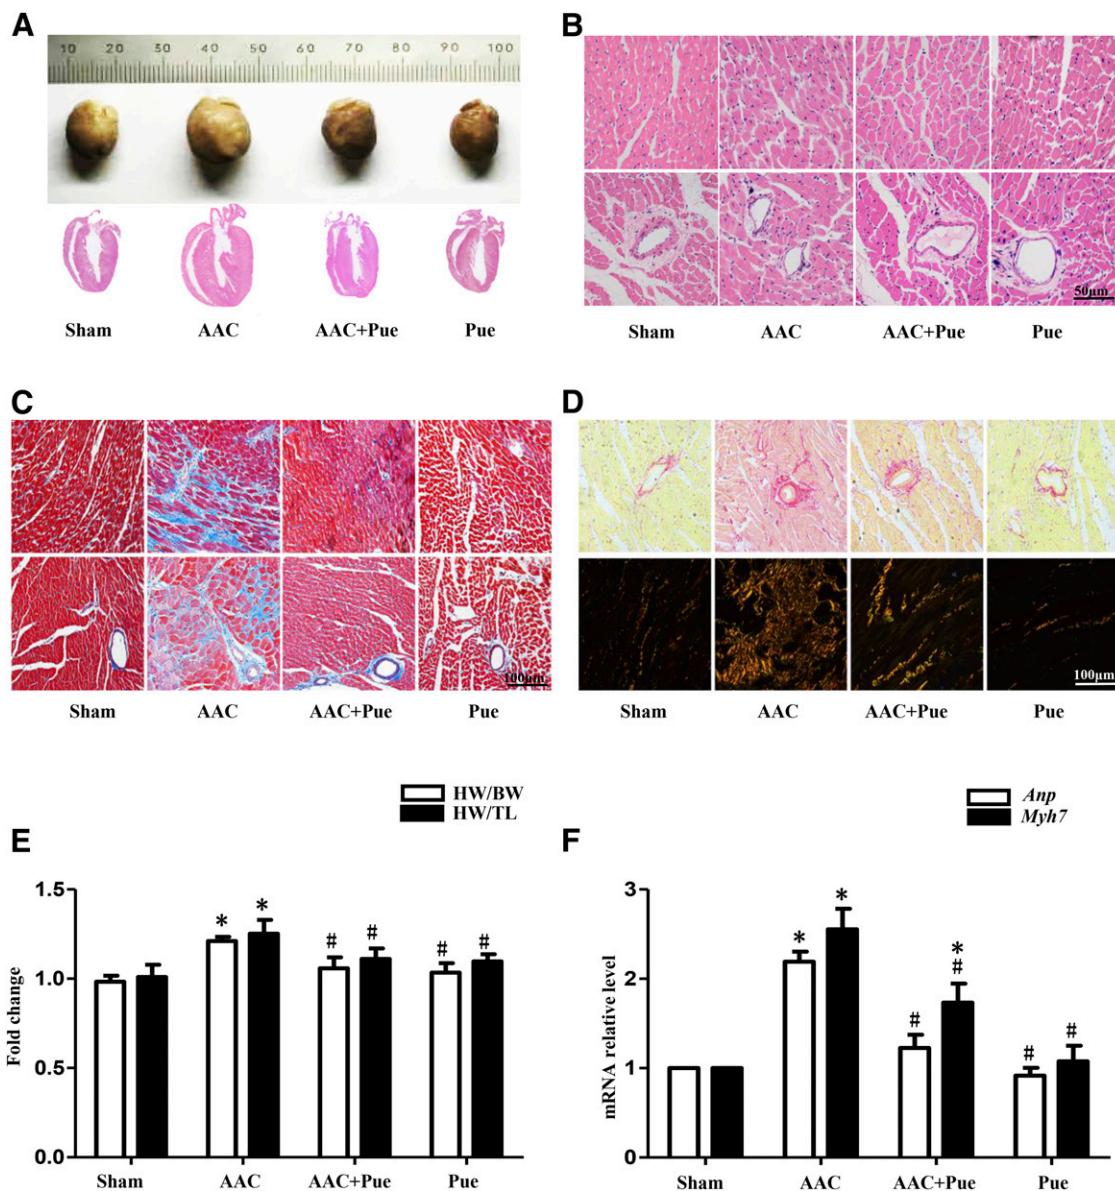 A
10 20 30 40 50 60 70 80 90 100
Sham AAC AAC+Pue Pue
B
50μm
Sham AAC AAC+Pue Pue
C
100μm
Sham AAC AAC+Pue Pue
D
100μm
Sham AAC AAC+Pue Pue
E
HW/BW
HW/TL
Fold change
1.5
1.0
0.5
0.0
* * # # # #
Sham AAC AAC+Pue Pue
F
Anp
Myh7
mRNA relative level
3
2
1
0
* * # * # # #
Sham AAC AAC+Pue Pue